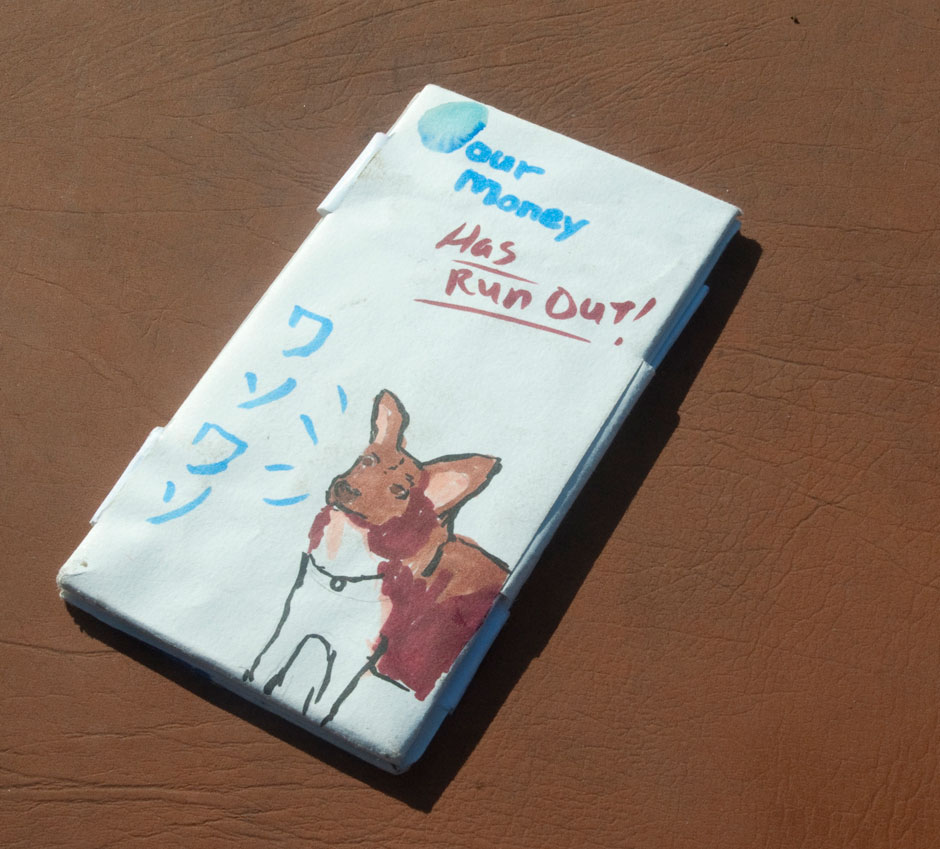 Your
money
Has
Run Out!
ワンワン